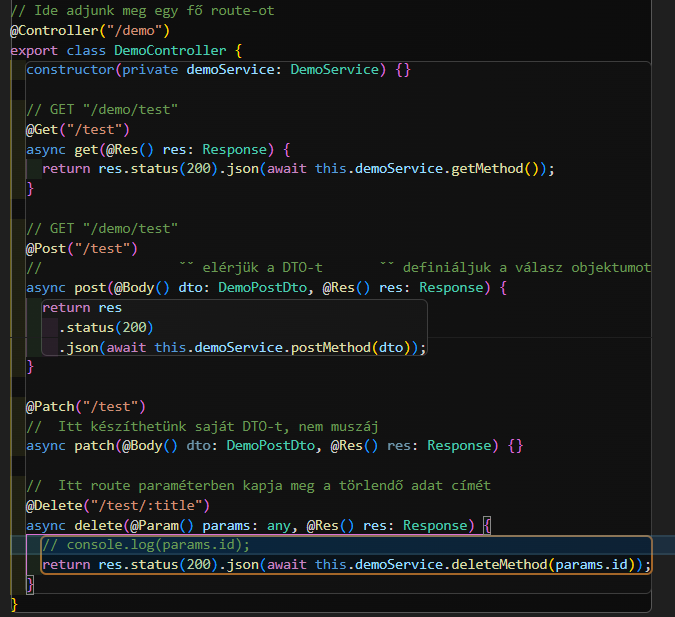 // Ide adjunk meg egy fő route-ot
@Controller("/demo")
export class DemoController {
constructor(private demoService: DemoService) {}
// GET "/demo/test"
@Get("/test")
async get(@Res() res: Response) {
return res.status(200).json(await this.demoService.getMethod());
}
// GET "/demo/test"
@Post("/test")
// ˇˇ elérjük a DTO-t ˇˇ definiáljuk a válasz objektumot
async post(@Body() dto: DemoPostDto, @Res() res: Response) {
return res
.status(200)
.json(await this.demoService.postMethod(dto));
}
@Patch("/test")
// Itt készíthetünk saját DTO-t, nem muszáj
async patch(@Body() dto: DemoPostDto, @Res() res: Response) {}
// Itt route paraméterben kapja meg a törlendő adat címét
@Delete("/test/:title")
async delete(@Param() params: any, @Res() res: Response) {
// console.log(params.id);
return res.status(200).json(await this.demoService.deleteMethod(params.id));
}
}